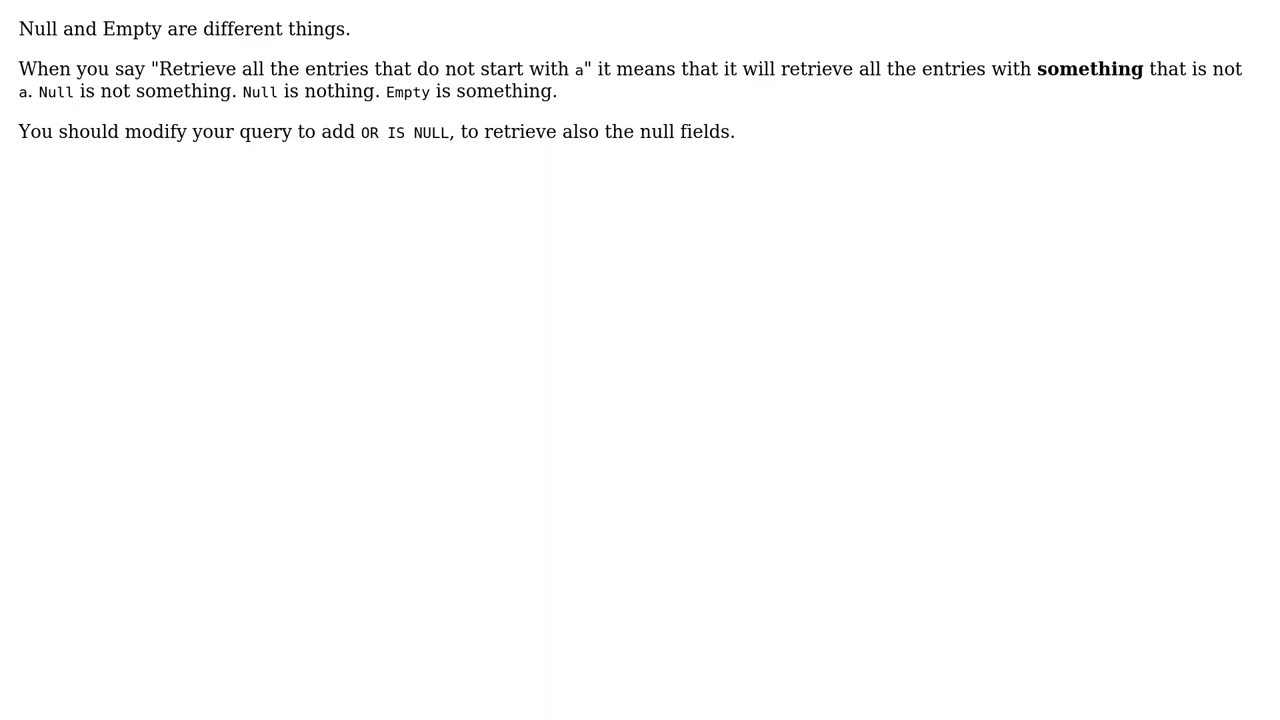 Null and Empty are different things.
When you say "Retrieve all the entries that do not start with a" it means that it will retrieve all the entries with something that is not
a. Null is not something. Null is nothing. Empty is something.
You should modify your query to add OR IS NULL, to retrieve also the null fields.